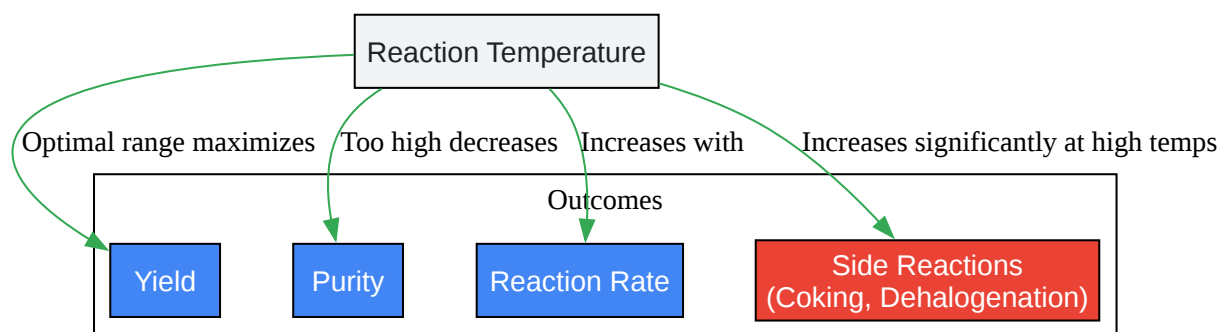 Reaction Temperature
Optimal range maximizes
Too high decreases
Increases with
Increases significantly at high temps
Outcomes
Yield
Purity
Reaction Rate
Side Reactions
(Coking, Dehalogenation)